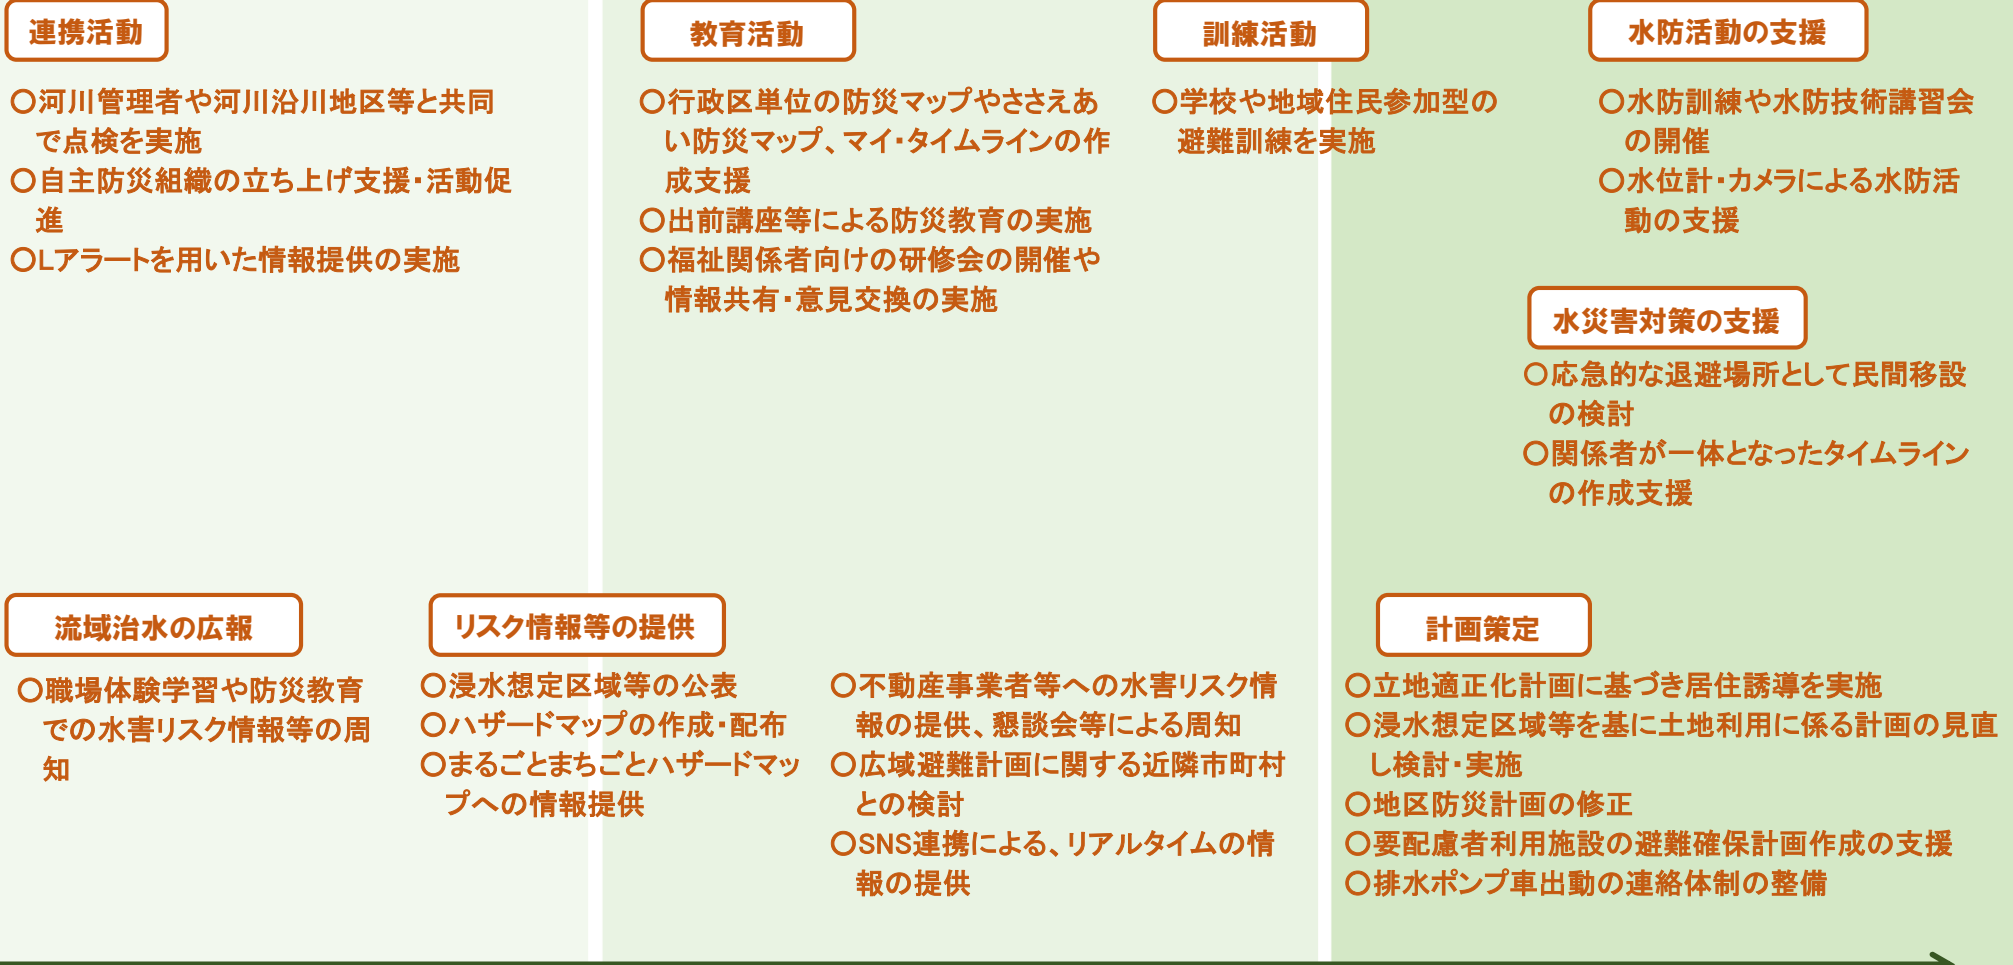 連携活動
○河川管理者や河川沿川地区等と共同
で点検を実施
○自主防災組織の立ち上げ支援・活動促
進
○Lアラートを用いた情報提供の実施
教育活動
○行政区単位の防災マップやささえあ
い防災マップ、マイ・タイムラインの作
成支援
○出前講座等による防災教育の実施
○福祉関係者向けの研修会の開催や
情報共有・意見交換の実施
訓練活動
○学校や地域住民参加型の
避難訓練を実施
水防活動の支援
○水防訓練や水防技術講習会
の開催
○水位計・カメラによる水防活
動の支援
水災害対策の支援
○応急的な退避場所として民間移設
の検討
○関係者が一体となったタイムライン
の作成支援
流域治水の広報
○職場体験学習や防災教育
での水害リスク情報等の周
知
リスク情報等の提供
○浸水想定区域等の公表
○ハザードマップの作成・配布
○まるごとまちごとハザードマッ
プへの情報提供
○不動産事業者等への水害リスク情
報の提供、懇談会等による周知
○広域避難計画に関する近隣市町村
との検討
○SNS連携による、リアルタイムの情
報の提供
計画策定
○立地適正化計画に基づき居住誘導を実施
○浸水想定区域等を基に土地利用に係る計画の見直
し検討・実施
○地区防災計画の修正
○要配慮者利用施設の避難確保計画作成の支援
○排水ポンプ車出動の連絡体制の整備